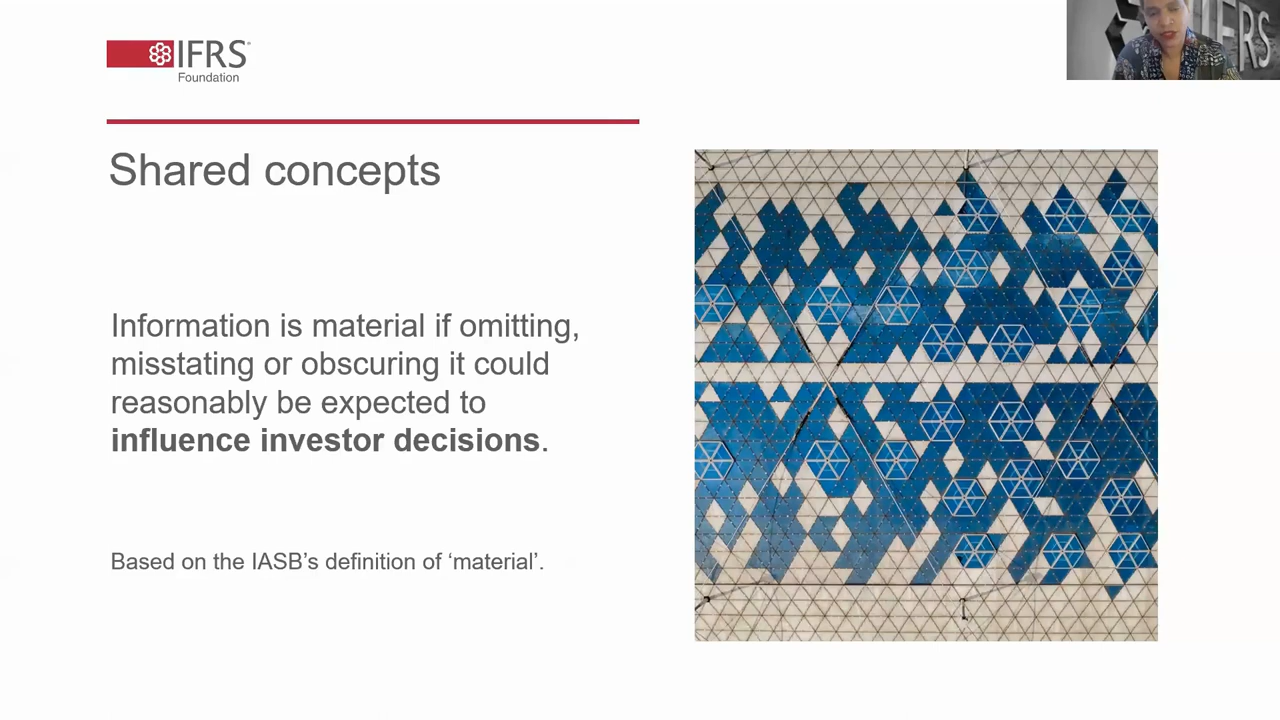 IFRS®
Foundation
IFRS
Shared concepts
Information is material if omitting,
misstating or obscuring it could
reasonably be expected to
influence investor decisions.
Based on the IASB’s definition of ‘material’.